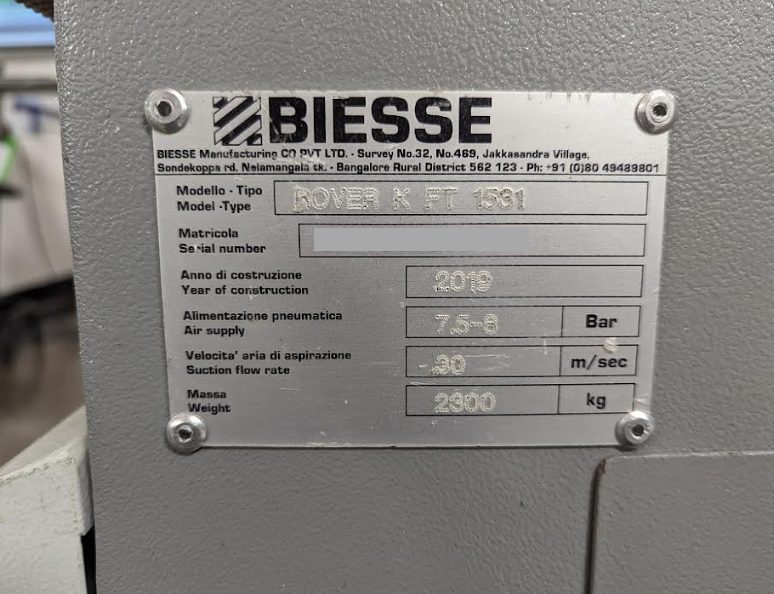 BIESSE
BIESSE Manufacturing CO PVT LTD. - Survey No.32, No.469, Jakkasandra Village,
Sondekoppa rd. Nelamangala tk. - Bangalore Rural District 562 123 - Ph: +91 (0)80 49489801
Modello - Tipo
Model -Type
ROVER K FT 1531
Matricola
Serial number
Anno di costruzione
Year of construction
2019
Alimentazione pneumatica
Air supply
7.5-8 Bar
Velocita' aria di aspirazione
Suction flow rate
30 m/sec
Massa
Weight
2300 kg